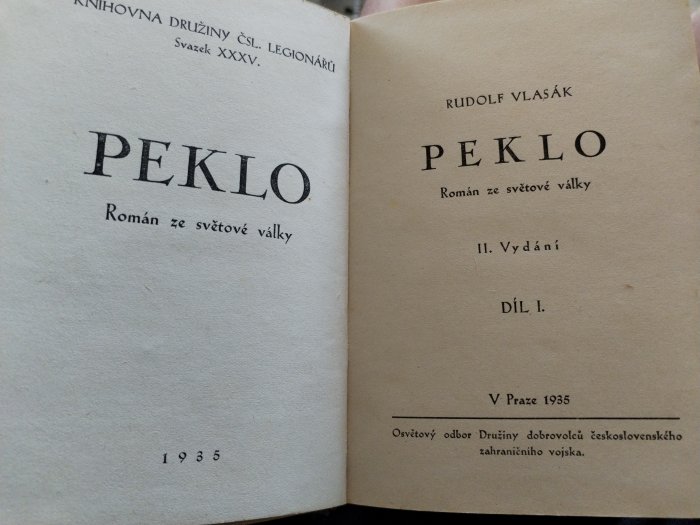 KNIHOVNA DRUŽINY ČSL. LEGIONÁŘŮ
Svazek XXXV.
PEKLO
Román ze světové války
1935
RUDOLF VLASÁK
PEKLO
Román ze světové války
II. Vydání
DÍL I.
V Praze 1935
Osvětový odbor Družiny dobrovolců československého
zahraničního vojska.